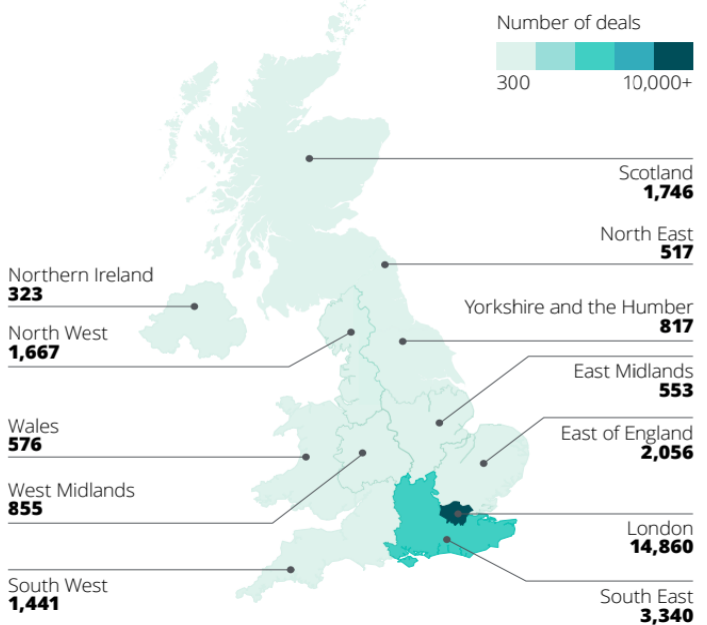 Number of deals
300 10,000+
Scotland
1,746
North East
517
Northern Ireland
323
Yorkshire and the Humber
817
North West
1,667
East Midlands
553
Wales
576
East of England
2,056
West Midlands
855
London
14,860
South West
1,441
South East
3,340